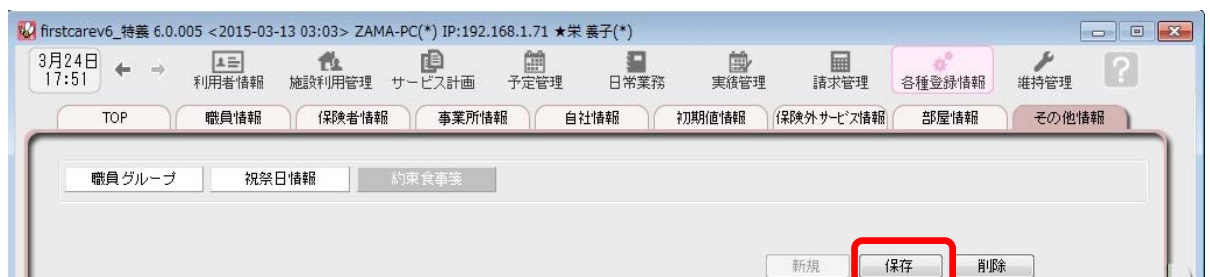 firstcarev6_特養 6.0.005 <2015-03-13 03:03> ZAMA-PC(*) IP:192.168.1.71 ★栄 養子(*)
3月24日
17:51
利用者情報 施設利用管理 サービス計画 予定管理 日常業務 実績管理 請求管理 各種登録情報 維持管理 ?
TOP 職員情報 保険者情報 事業所情報 自社情報 初期値情報 保険外サービス情報 部屋情報 その他情報
職員グループ 祝祭日情報 約束食事箋
新規 保存 削除